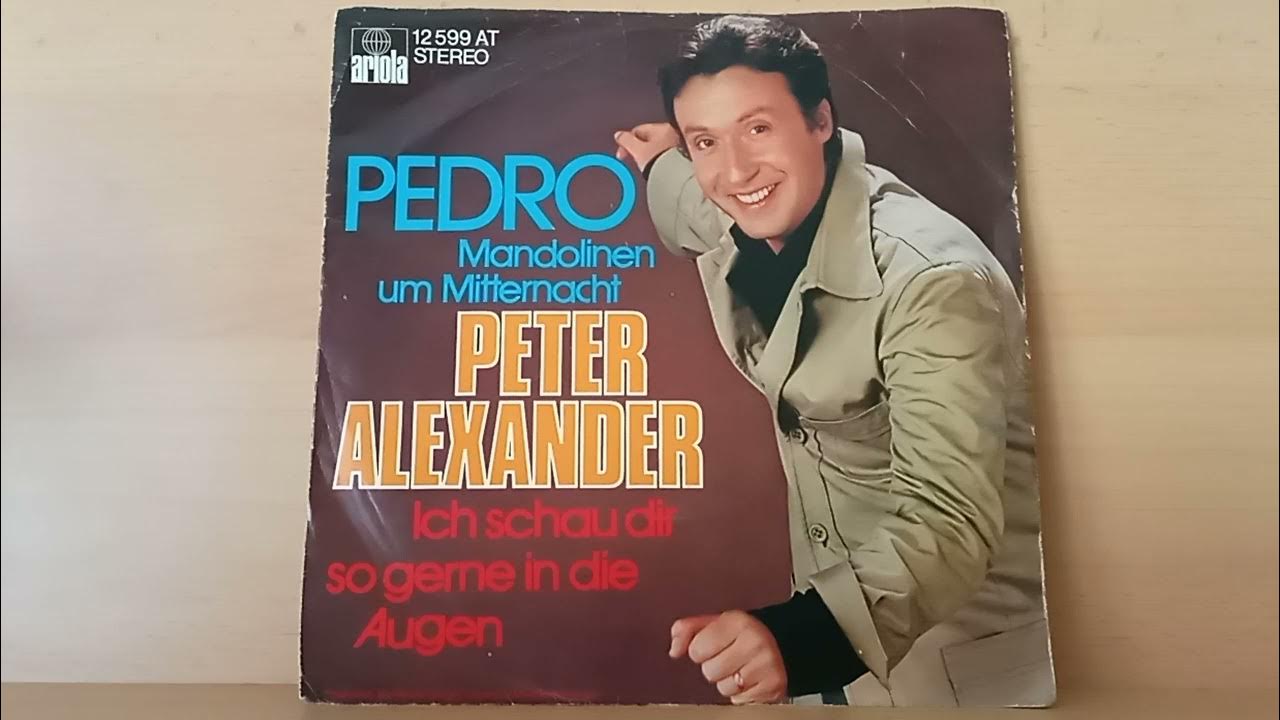 ariola
12 599 AT
STEREO
PEDRO
Mandolinen
um Mitternacht
PETER
ALEXANDER
Ich schau dir
so gerne in die
Augen